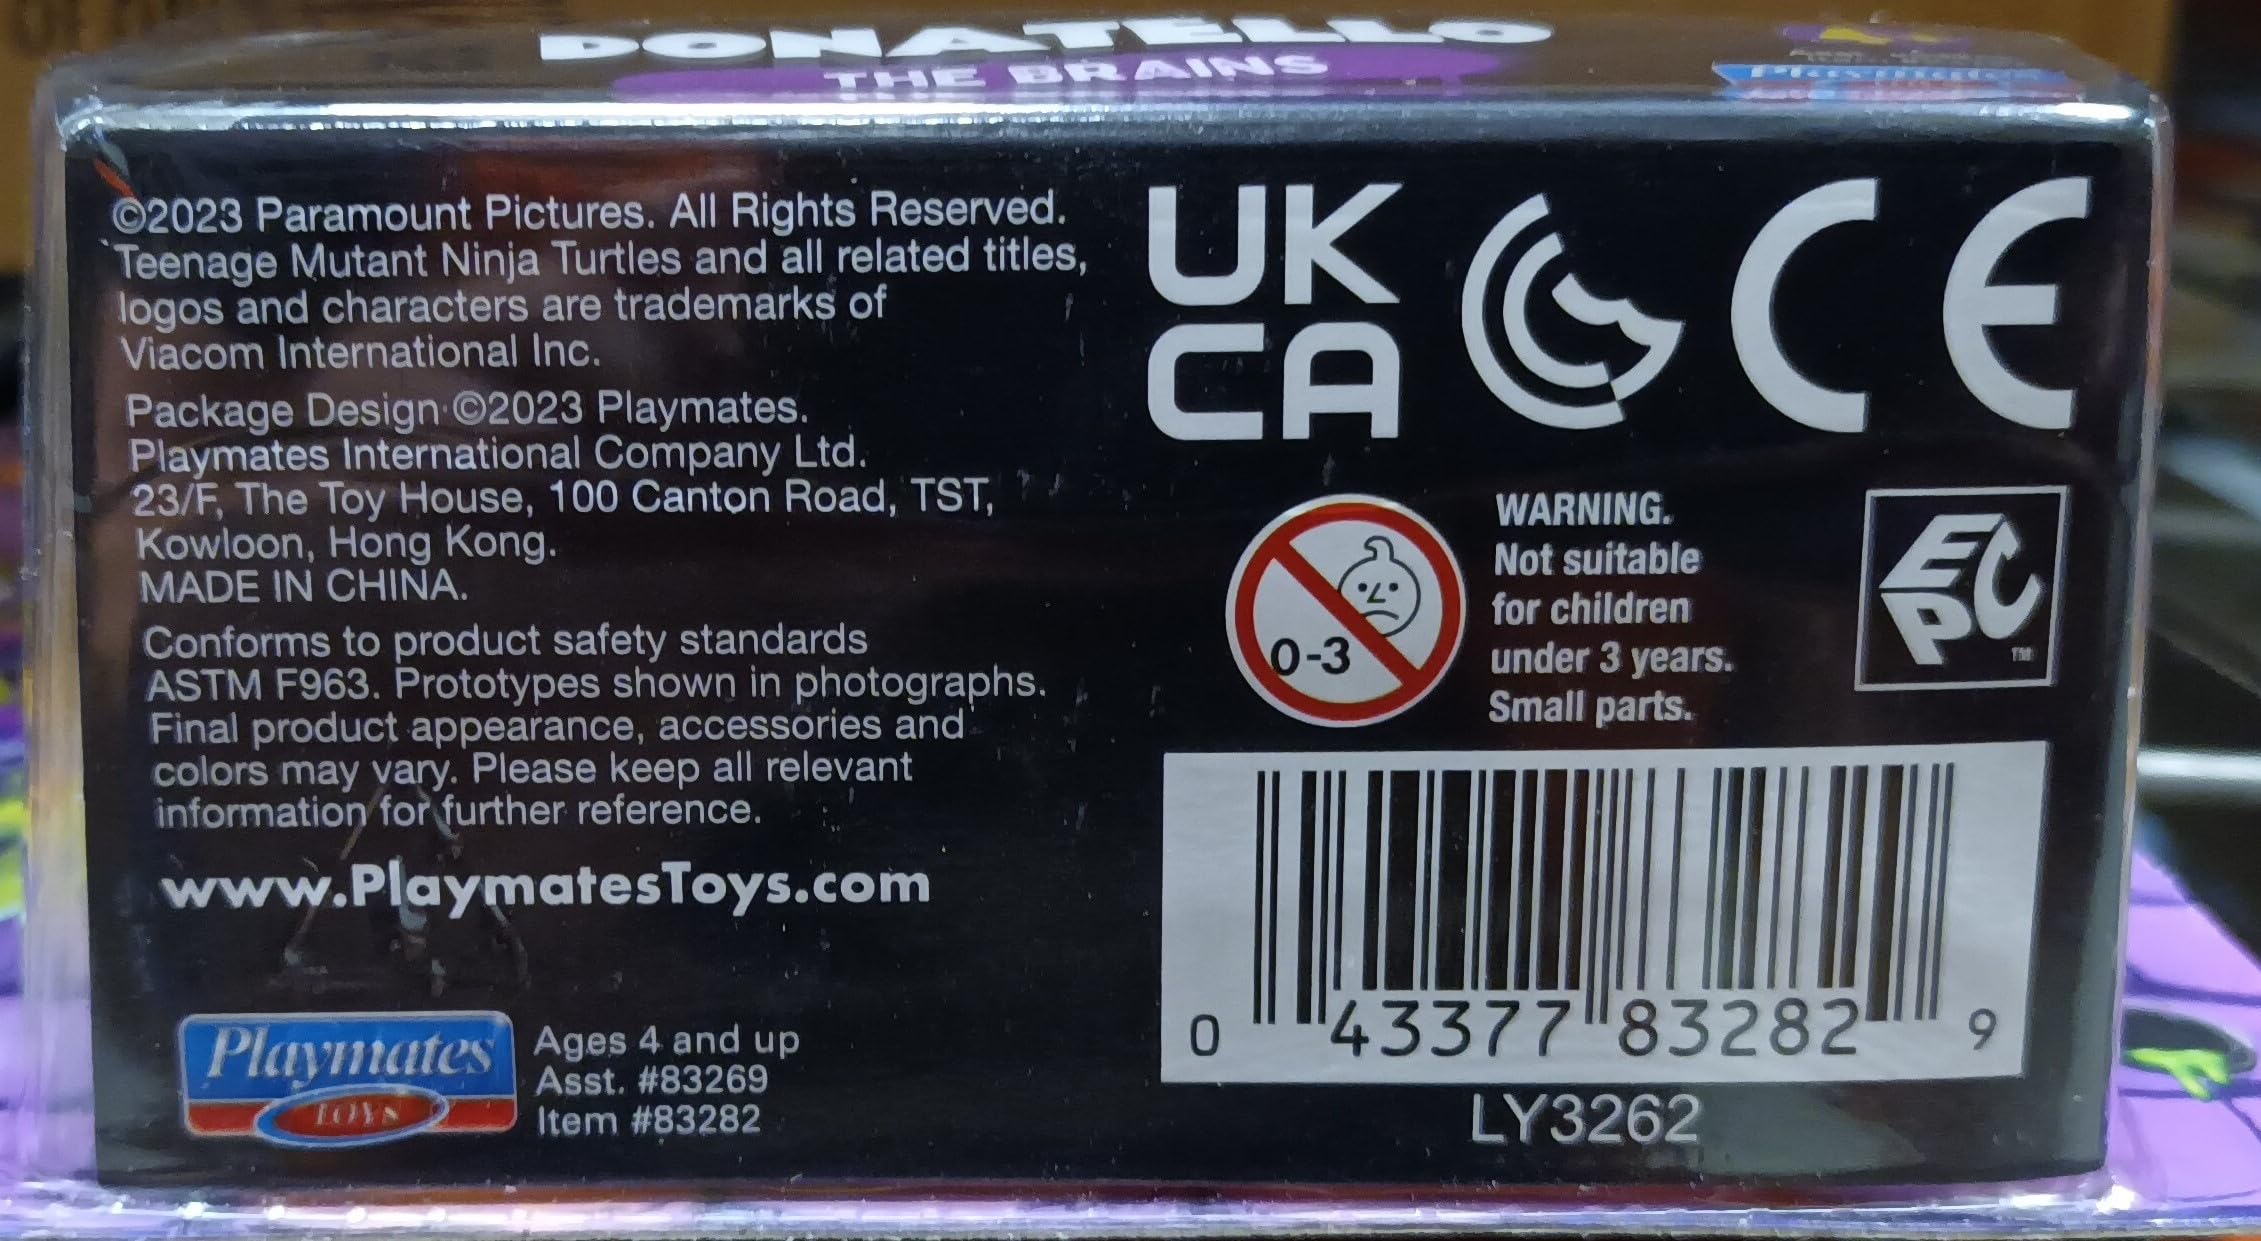 DONATELLO
THE BRAINS
©2023 Paramount Pictures. All Rights Reserved.
Teenage Mutant Ninja Turtles and all related titles,
logos and characters are trademarks of
Viacom International Inc.
Package Design ©2023 Playmates.
Playmates International Company Ltd.
23/F, The Toy House, 100 Canton Road, TST,
Kowloon, Hong Kong.
MADE IN CHINA.
Conforms to product safety standards
ASTM F963. Prototypes shown in photographs.
Final product appearance, accessories and
colors may vary. Please keep all relevant
information for further reference.
www.PlaymatesToys.com
Playmates
TOYS
Ages 4 and up
Asst. #83269
Item #83282
UK
CA
CE
0-3
WARNING.
Not suitable
for children
under 3 years.
Small parts.
EPC
TM
0 43377 83282 9
LY3262